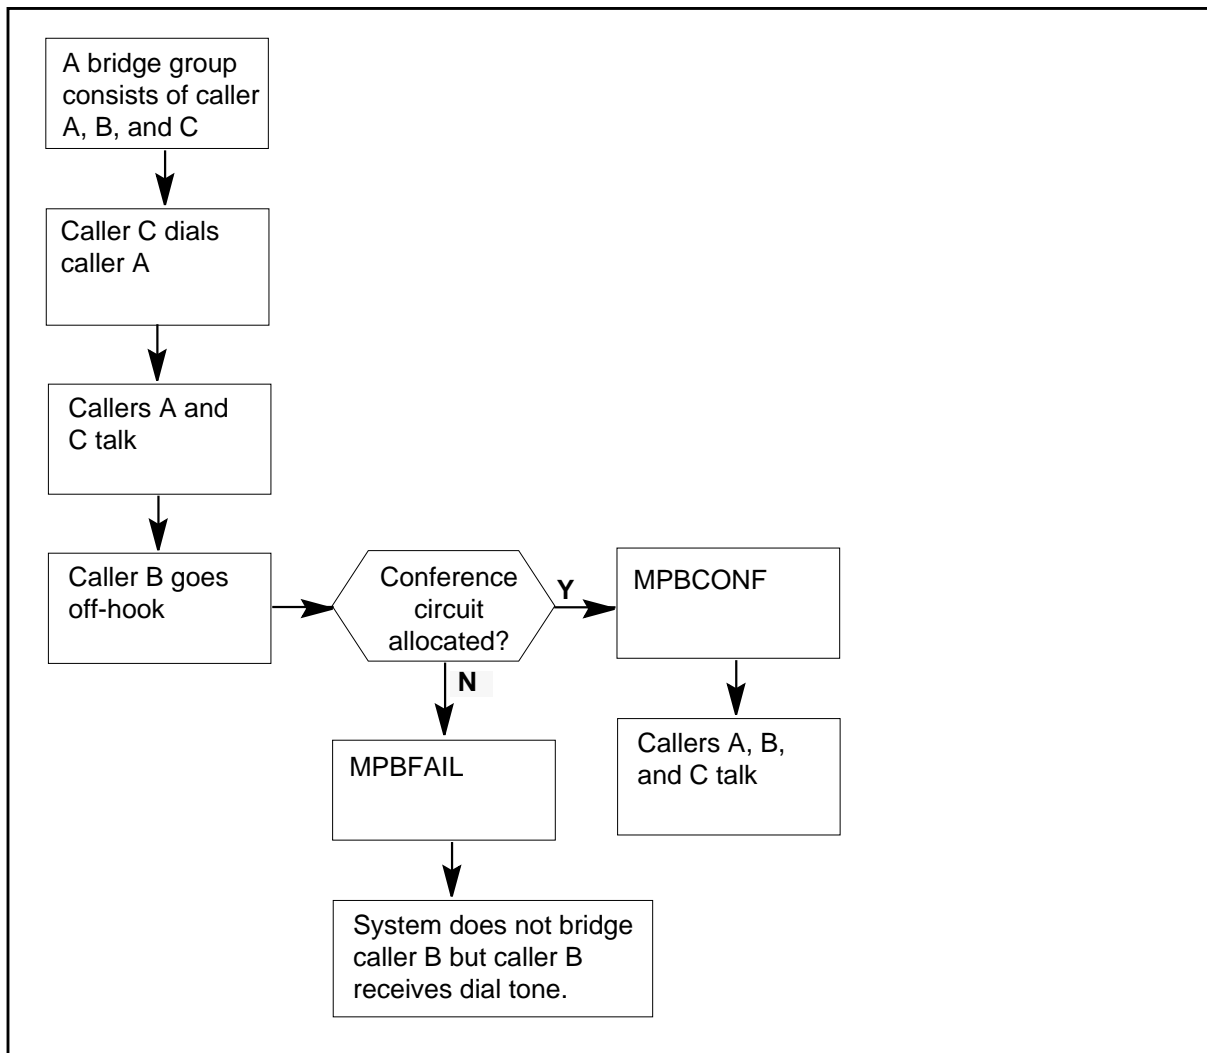 A bridge group
consists of caller
A, B, and C
Caller C dials
caller A
Callers A and
C talk
Caller B goes
off-hook
Conference
circuit
allocated?
Y
MPBCONF
N
Callers A, B,
and C talk
MPBFAIL
System does not bridge
caller B but caller B
receives dial tone.